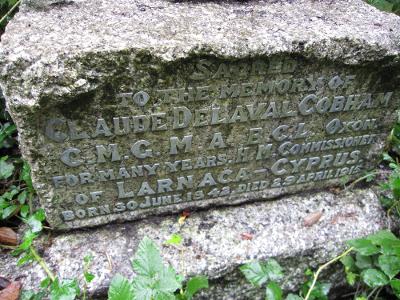 SACRED
TO THE MEMORY OF
CLAUDE DELAVAL COBHAM
C.M.G. M.A. B.C.L. OXON.
FOR MANY YEARS H.M. COMMISSIONER
OF LARNACA-CYPRUS.
BORN 30 JUNE 1842 DIED 29 APRIL 1915